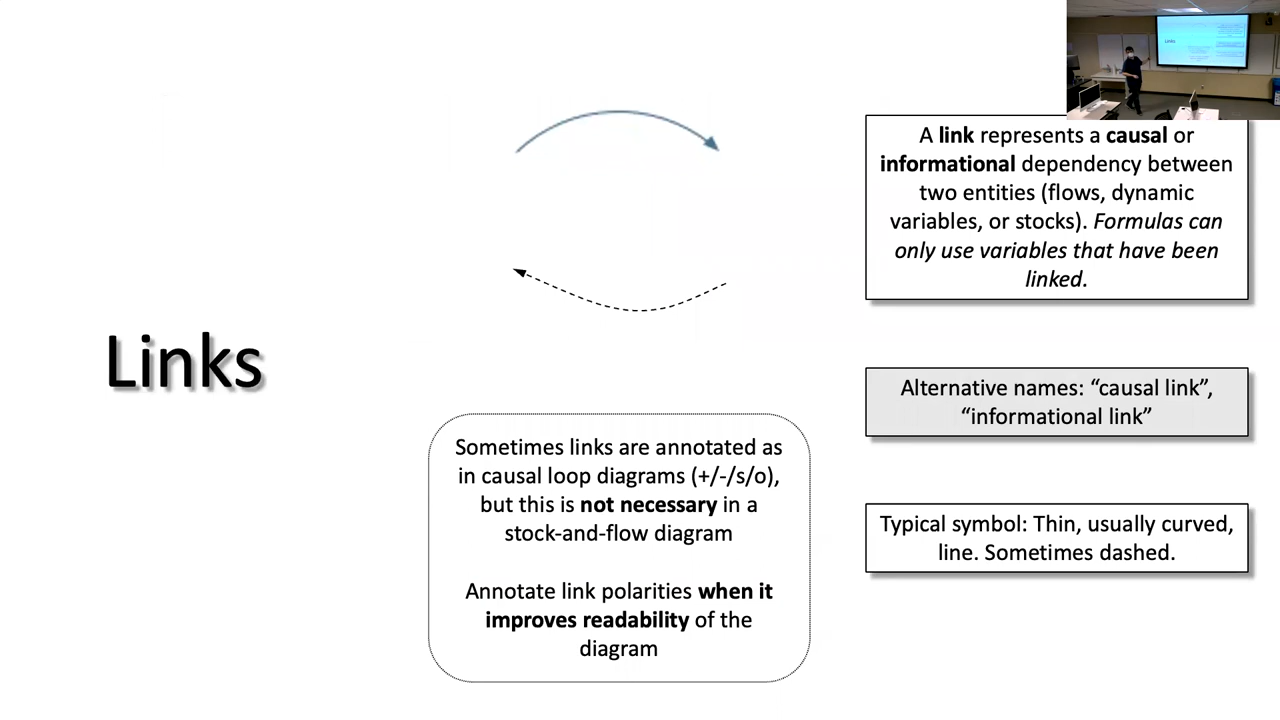 Links
A link represents a causal or
informational dependency between
two entities (flows, dynamic
variables, or stocks). Formulas can
only use variables that have been
linked.
Alternative names: “causal link”,
“informational link”
Sometimes links are annotated as
in causal loop diagrams (+/-/s/o),
but this is not necessary in a
stock-and-flow diagram
Annotate link polarities when it
improves readability of the
diagram
Typical symbol: Thin, usually curved,
line. Sometimes dashed.